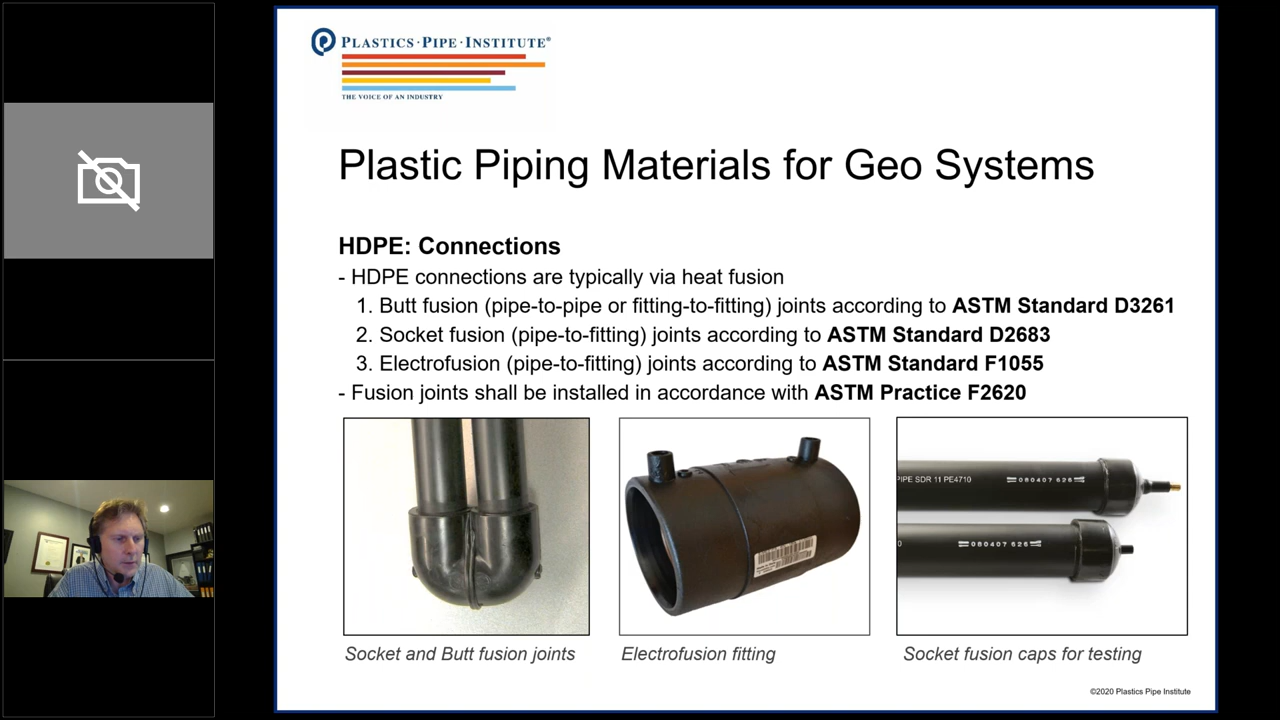 PLASTICS·PIPE·INSTITUTE®
THE VOICE OF AN INDUSTRY
Plastic Piping Materials for Geo Systems
HDPE: Connections
- HDPE connections are typically via heat fusion
1. Butt fusion (pipe-to-pipe or fitting-to-fitting) joints according to ASTM Standard D3261
2. Socket fusion (pipe-to-fitting) joints according to ASTM Standard D2683
3. Electrofusion (pipe-to-fitting) joints according to ASTM Standard F1055
- Fusion joints shall be installed in accordance with ASTM Practice F2620
PIPE SDR 11 PE4710 080407 626
0 080407 626
Socket and Butt fusion joints
Electrofusion fitting
Socket fusion caps for testing
©2020 Plastics Pipe Institute